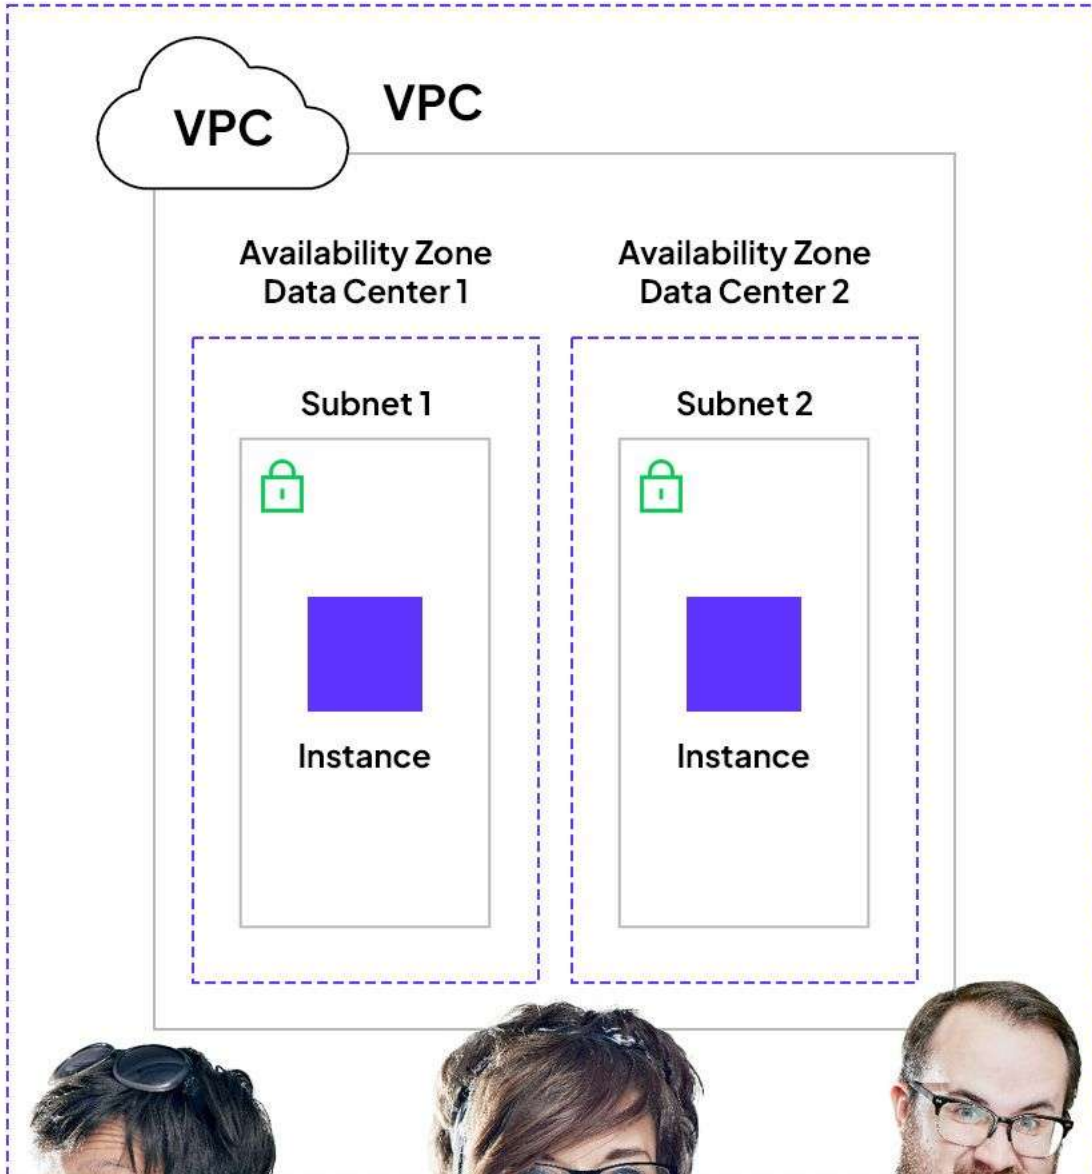 VPC
VPC
Availability Zone
Data Center 1
Availability Zone
Data Center 2
Subnet 1
Subnet 2
Instance
Instance